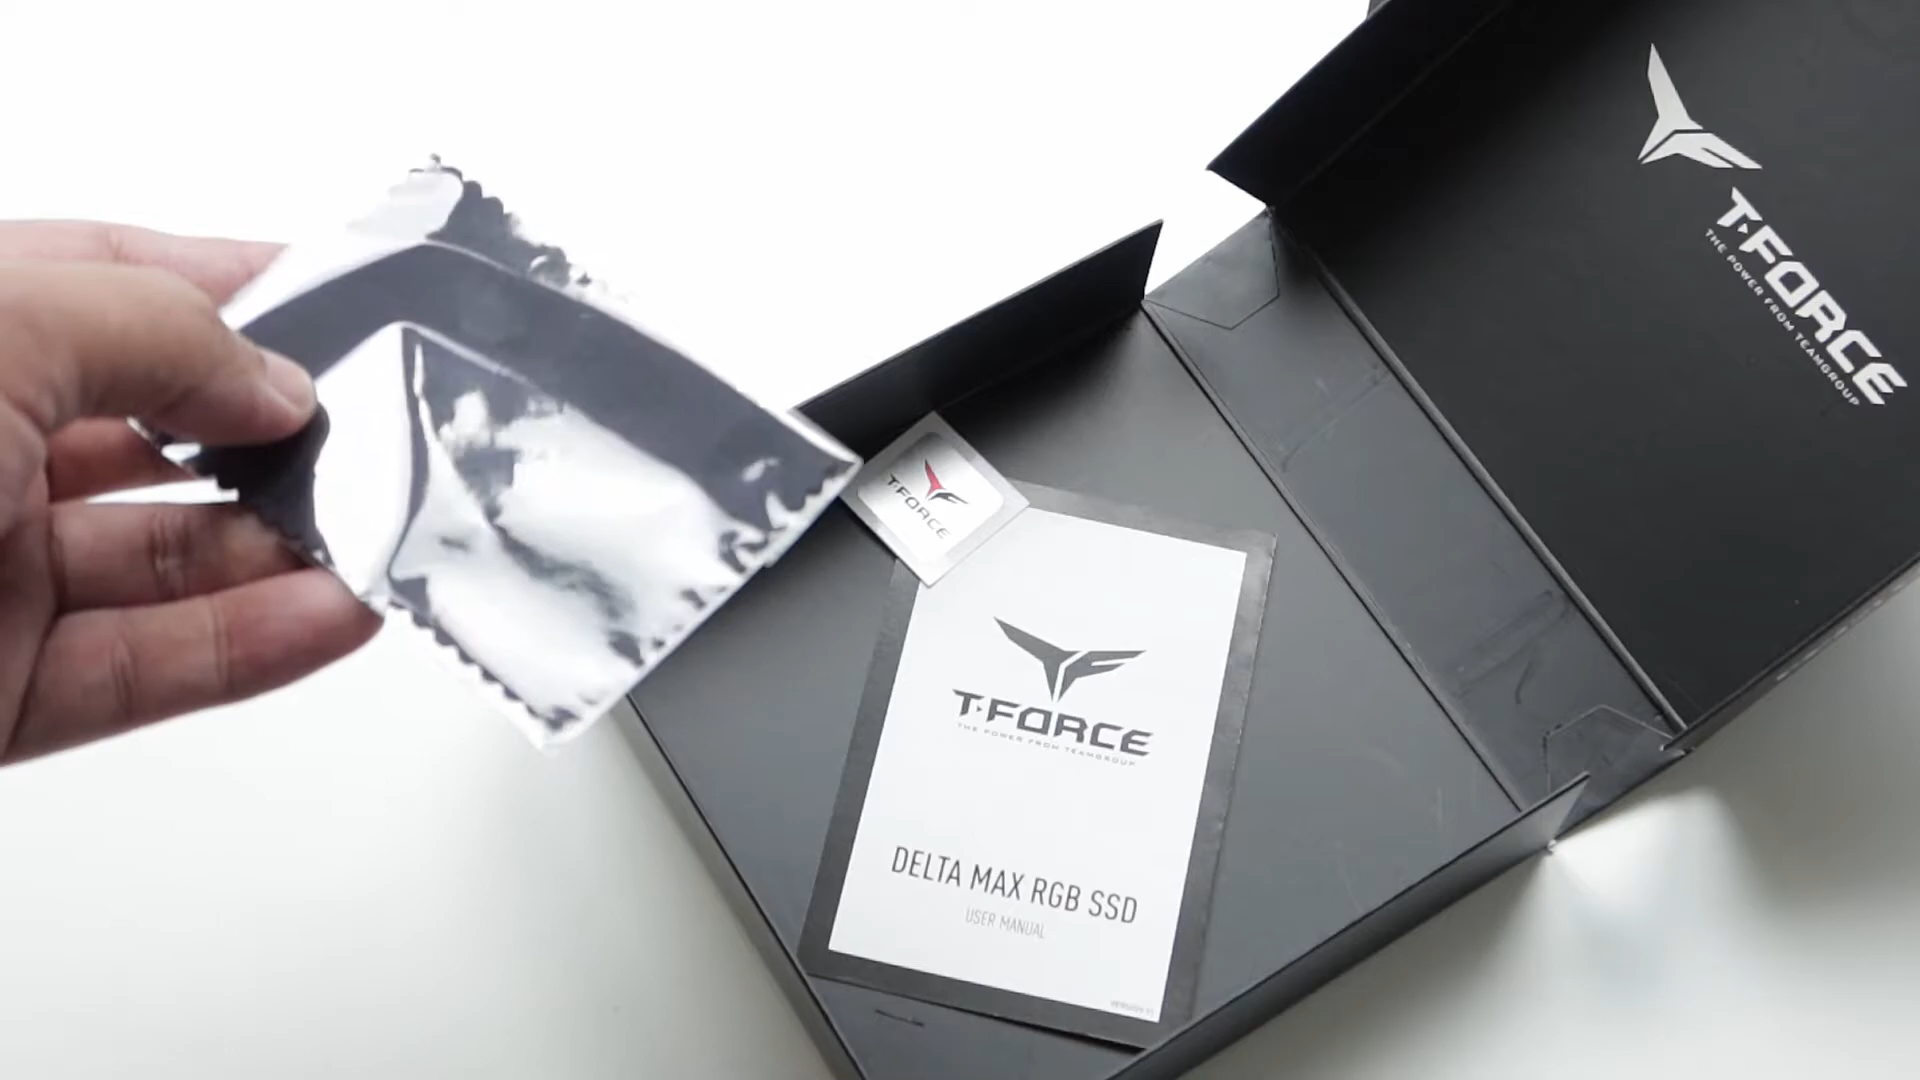 T-FORCE
THE POWER FROM TEAMGROUP
T-FORCE
T-FORCE
THE POWER FROM TEAMGROUP
DELTA MAX RGB SSD
USER MANUAL